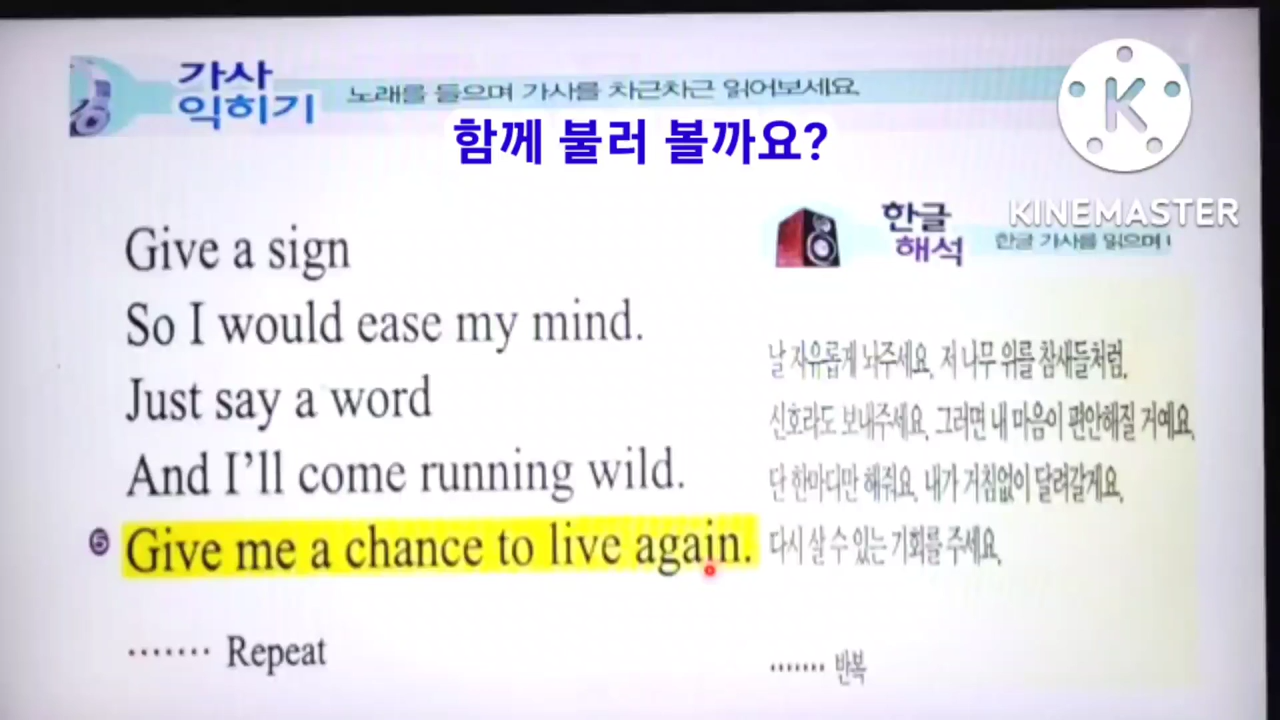 가사
익히기
노래를 들으며 가사를 차근차근 읽어보세요.
함께 불러 볼까요?
K
KINEMASTER
Give a sign
So I would ease my mind.
Just say a word
And I'll come running wild.
⑤ Give me a chance to live again.
······· Repeat
한글
해석
한글 가사를 읽으며
날 자유롭게 놔주세요. 저 나무 위를 참새들처럼.
신호라도 보내주세요. 그러면 내 마음이 편안해질 거예요.
단 한마디만 해줘요. 내가 거침없이 달려갈게요.
다시 살 수 있는 기회를 주세요.
······· 반복